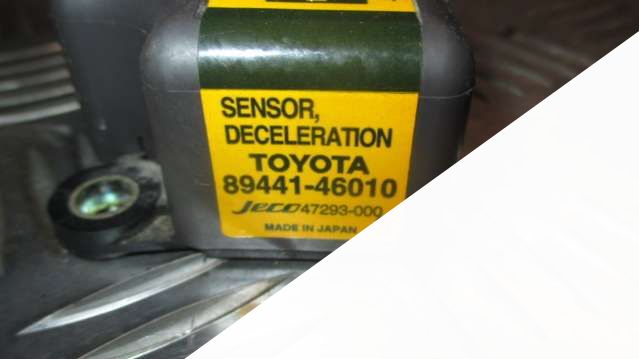 SENSOR,
DECELERATION
TOYOTA
89441-46010
Jeco 47293-000
MADE IN JAPAN